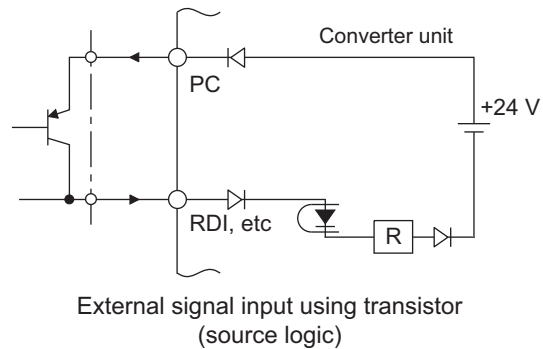 Converter unit
PC
+24 V
RDI, etc
R
External signal input using transistor
(source logic)